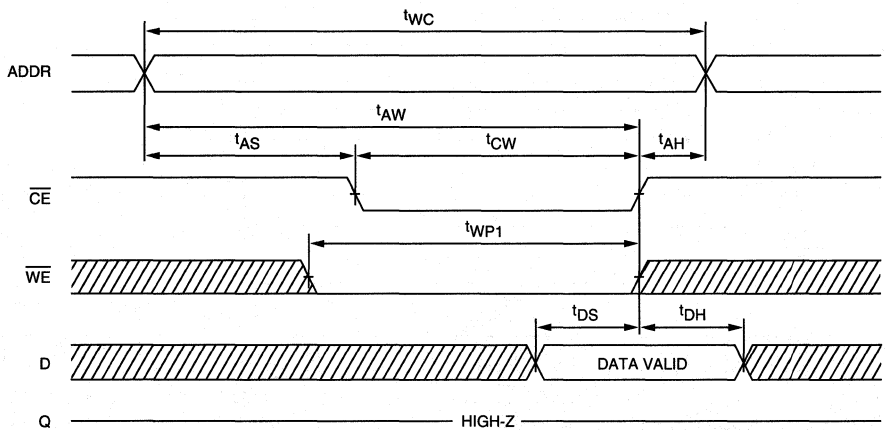 tWC
ADDR
tAW
tAS tCW tAH
CE
tWP1
WE
tDS tDH
D DATA VALID
Q HIGH-Z